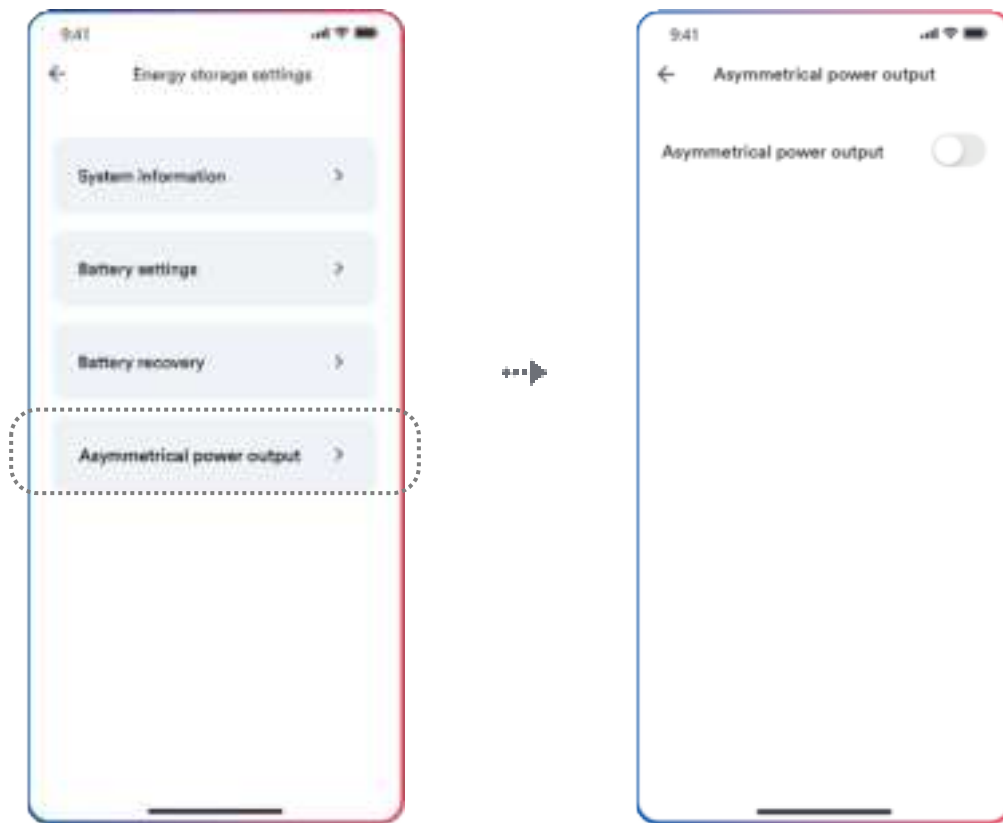 9:41
Energy storage settings
System information
Battery settings
Battery recovery
Asymmetrical power output
9:41
Asymmetrical power output
Asymmetrical power output